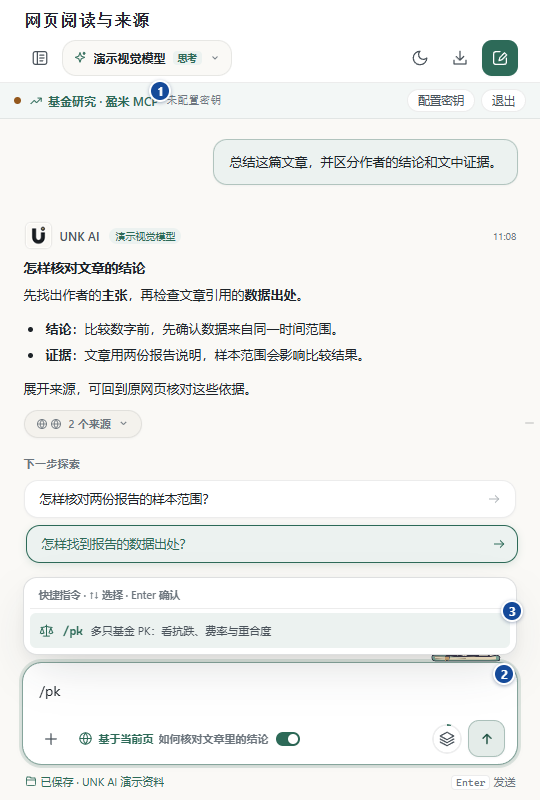 网页阅读与来源
演示视觉模型 思考
1
基金研究 · 盈米 MCP 未配置密钥 配置密钥 退出
总结这篇文章，并区分作者的结论和文中证据。
UNK AI 演示视觉模型 11:08
怎样核对文章的结论
先找出作者的主张，再检查文章引用的数据出处。
• 结论：比较数字前，先确认数据来自同一时间范围。
• 证据：文章用两份报告说明，样本范围会影响比较结果。
展开来源，可回到原网页核对这些依据。
2 个来源
下一步探索
怎样核对两份报告的样本范围？
怎样找到报告的数据出处？
快捷指令 · ↑↓ 选择 · Enter 确认
3
/pk 多只基金 PK：看抗跌、费率与重合度
2
/pk
基于当前页 如何核对文章里的结论
已保存 · UNK AI 演示资料 Enter 发送